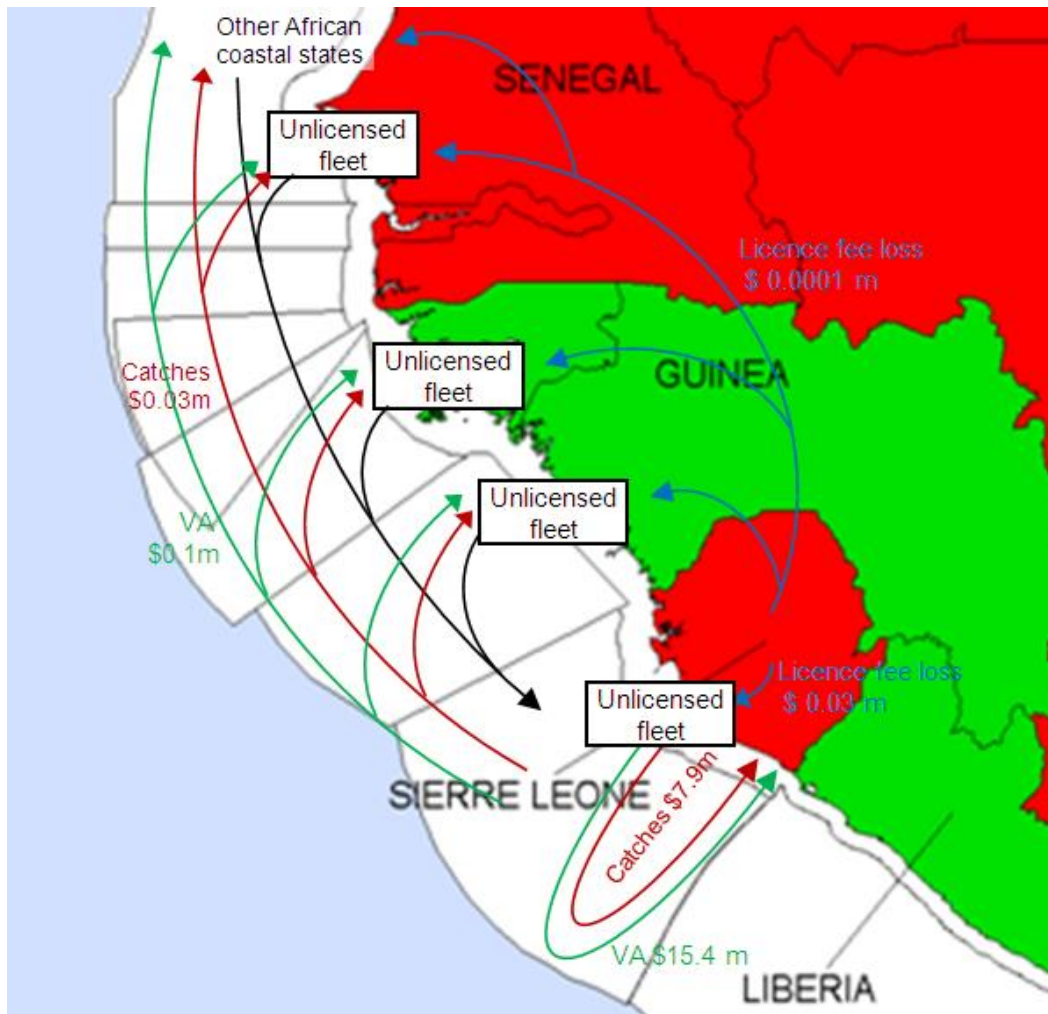 Other African
coastal states
SENEGAL
Unlicensed
fleet
Licence fee loss
$ 0.0001 m
Unlicensed
fleet
GUINEA
Catches
$0.03m
Unlicensed
fleet
VA
$0.1m
Licence fee loss
$ 0.03 m
Unlicensed
fleet
SIERRE LEONE
Catches $7.9m
VA $15.4 m
LIBERIA